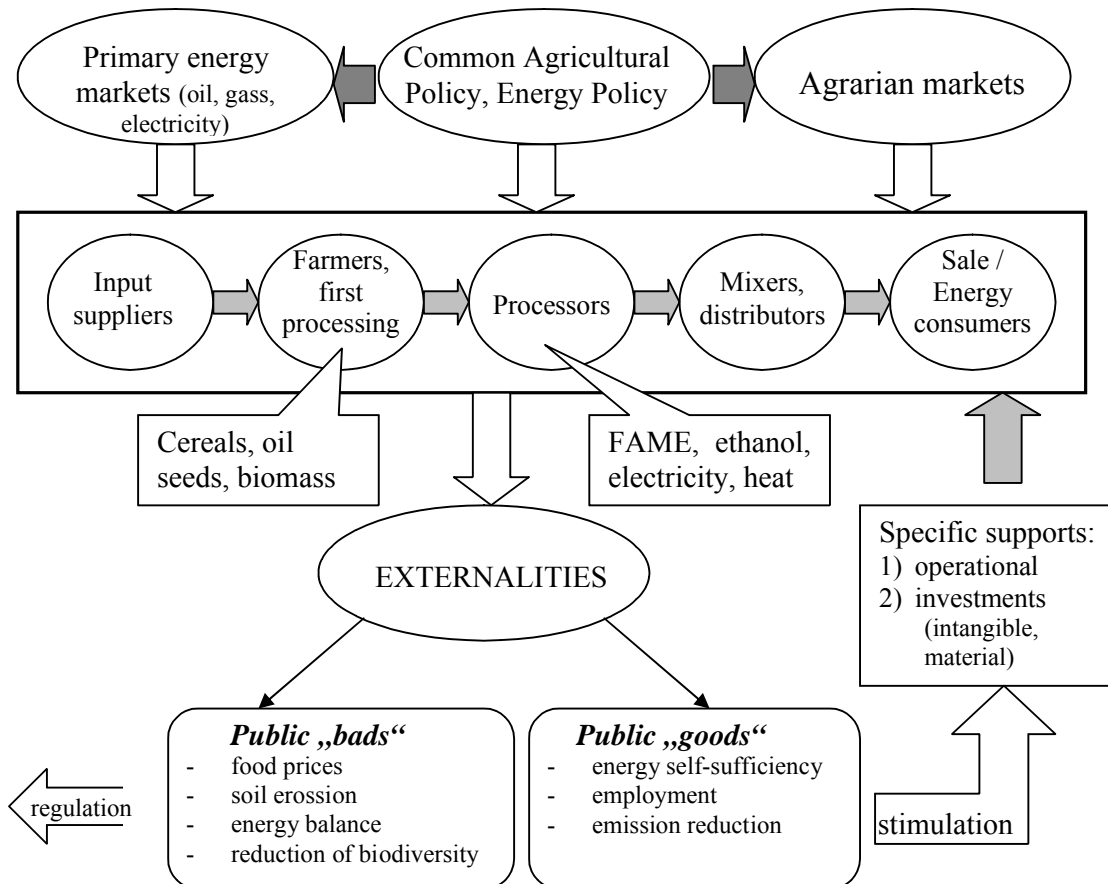 Primary energy
markets (oil, gass,
electricity)
Common Agricultural
Policy, Energy Policy
Agrarian markets
Input
suppliers
Farmers,
first
processing
Processors
Mixers,
distributors
Sale /
Energy
consumers
Cereals, oil
seeds, biomass
FAME, ethanol,
electricity, heat
EXTERNALITIES
Specific supports:
1) operational
2) investments
(intangible,
material)
Public „bads“
- food prices
- soil erossion
- energy balance
- reduction of biodiversity
Public „goods“
- energy self-sufficiency
- employment
- emission reduction
regulation
stimulation